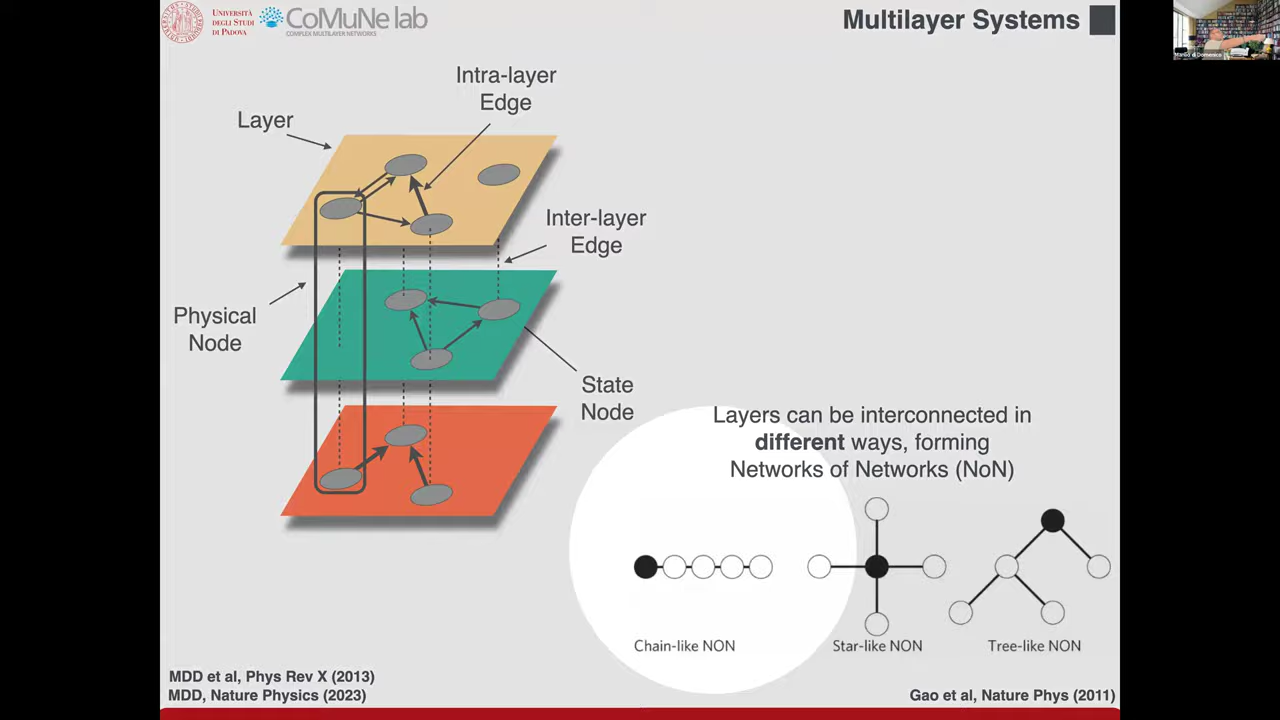 UNIVERSITÀ
DEGLI STUDI
DI PADOVA
CoMuNe lab
COMPLEX MULTILAYER NETWORKS
Multilayer Systems
Intra-layer
Edge
Layer
Inter-layer
Edge
Physical
Node
State
Node
Layers can be interconnected in
different ways, forming
Networks of Networks (NoN)
Chain-like NON
Star-like NON
Tree-like NON
MDD et al, Phys Rev X (2013)
MDD, Nature Physics (2023)
Gao et al, Nature Phys (2011)